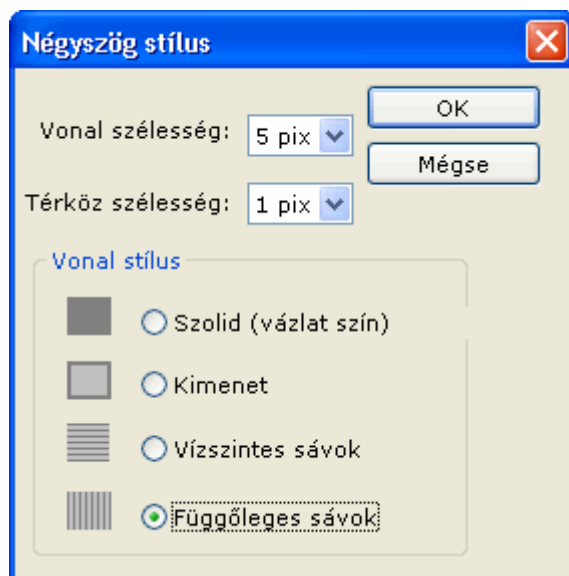 Négyszög stílus
Vonal szélesség: 5 pix
OK
Mégse
Térköz szélesség: 1 pix
Vonal stílus
Szolid (vázlat szín)
Kimenet
Vízszintes sávok
Függőleges sávok